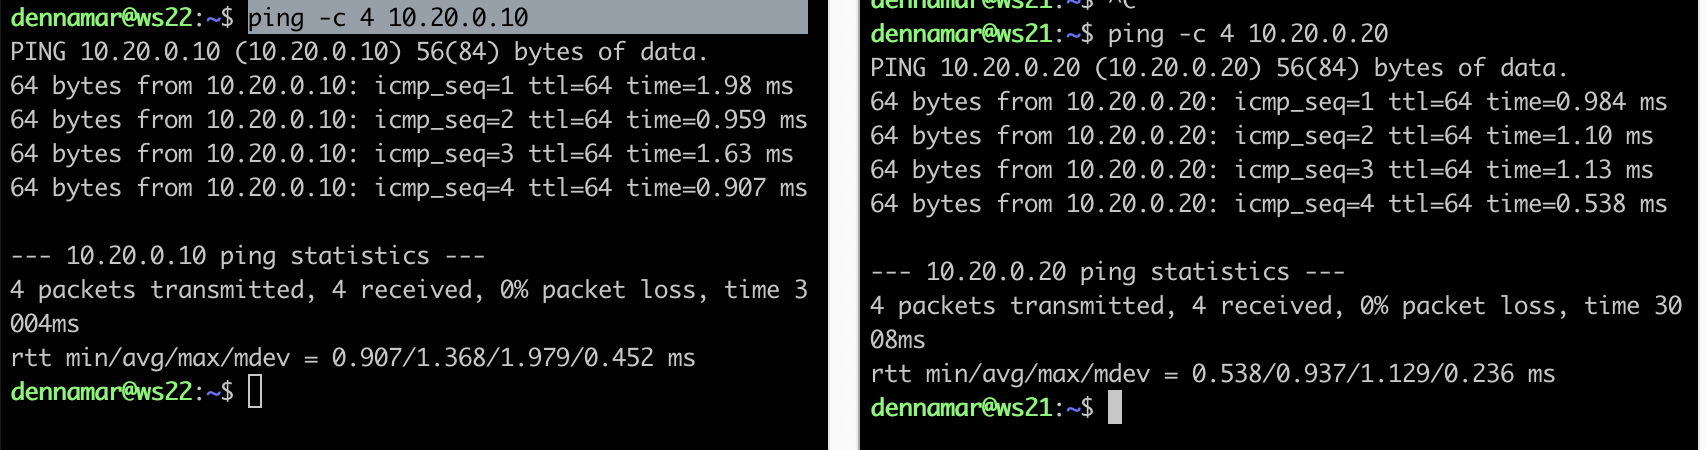 dennamar@ws22:~$ ping -c 4 10.20.0.10
PING 10.20.0.10 (10.20.0.10) 56(84) bytes of data.
64 bytes from 10.20.0.10: icmp_seq=1 ttl=64 time=1.98 ms
64 bytes from 10.20.0.10: icmp_seq=2 ttl=64 time=0.959 ms
64 bytes from 10.20.0.10: icmp_seq=3 ttl=64 time=1.63 ms
64 bytes from 10.20.0.10: icmp_seq=4 ttl=64 time=0.907 ms
--- 10.20.0.10 ping statistics ---
4 packets transmitted, 4 received, 0% packet loss, time 3
004ms
rtt min/avg/max/mdev = 0.907/1.368/1.979/0.452 ms
dennamar@ws22:~$
dennamar@ws21:~$ ^C
dennamar@ws21:~$ ping -c 4 10.20.0.20
PING 10.20.0.20 (10.20.0.20) 56(84) bytes of data.
64 bytes from 10.20.0.20: icmp_seq=1 ttl=64 time=0.984 ms
64 bytes from 10.20.0.20: icmp_seq=2 ttl=64 time=1.10 ms
64 bytes from 10.20.0.20: icmp_seq=3 ttl=64 time=1.13 ms
64 bytes from 10.20.0.20: icmp_seq=4 ttl=64 time=0.538 ms
--- 10.20.0.20 ping statistics ---
4 packets transmitted, 4 received, 0% packet loss, time 30
08ms
rtt min/avg/max/mdev = 0.538/0.937/1.129/0.236 ms
dennamar@ws21:~$